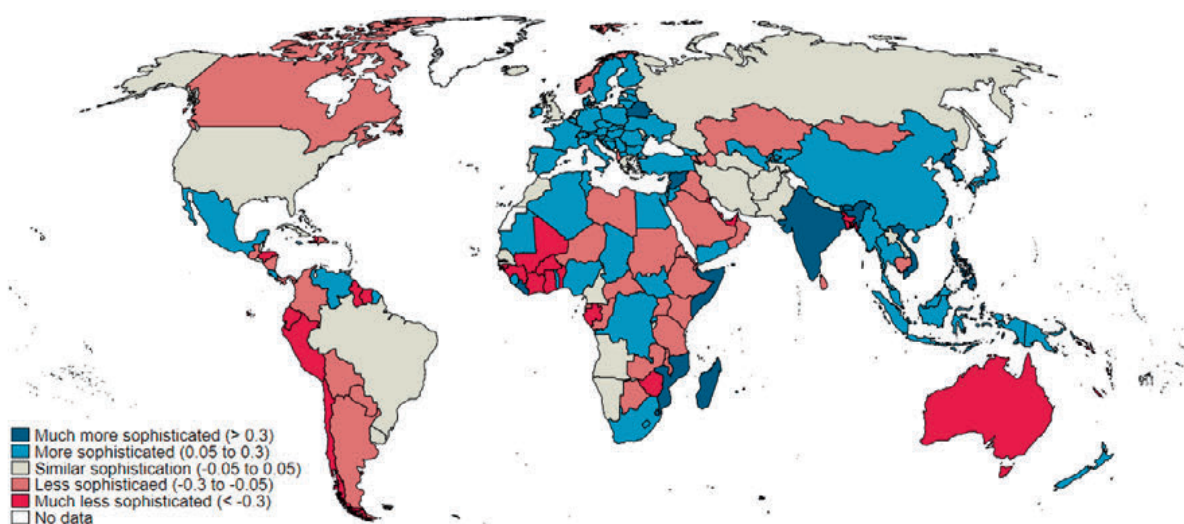 Much more sophisticated (> 0.3)
More sophisticated (0.05 to 0.3)
Similar sophistication (-0.05 to 0.05)
Less sophisticaed (-0.3 to -0.05)
Much less sophisticated (< -0.3)
No data